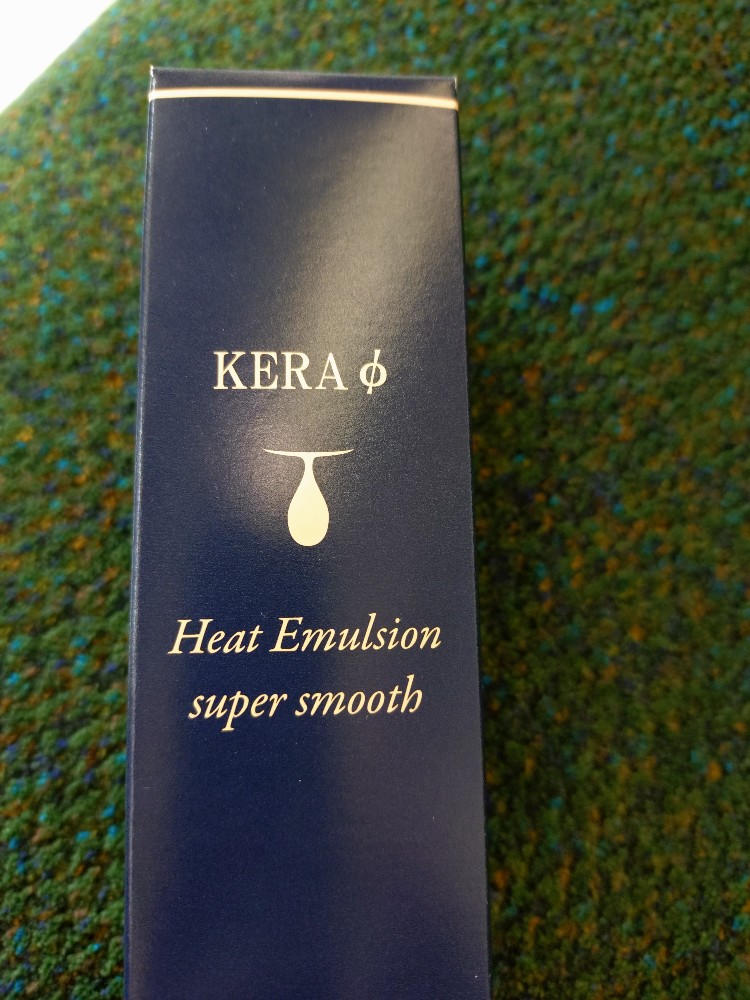 KERA ϕ
Heat Emulsion
super smooth